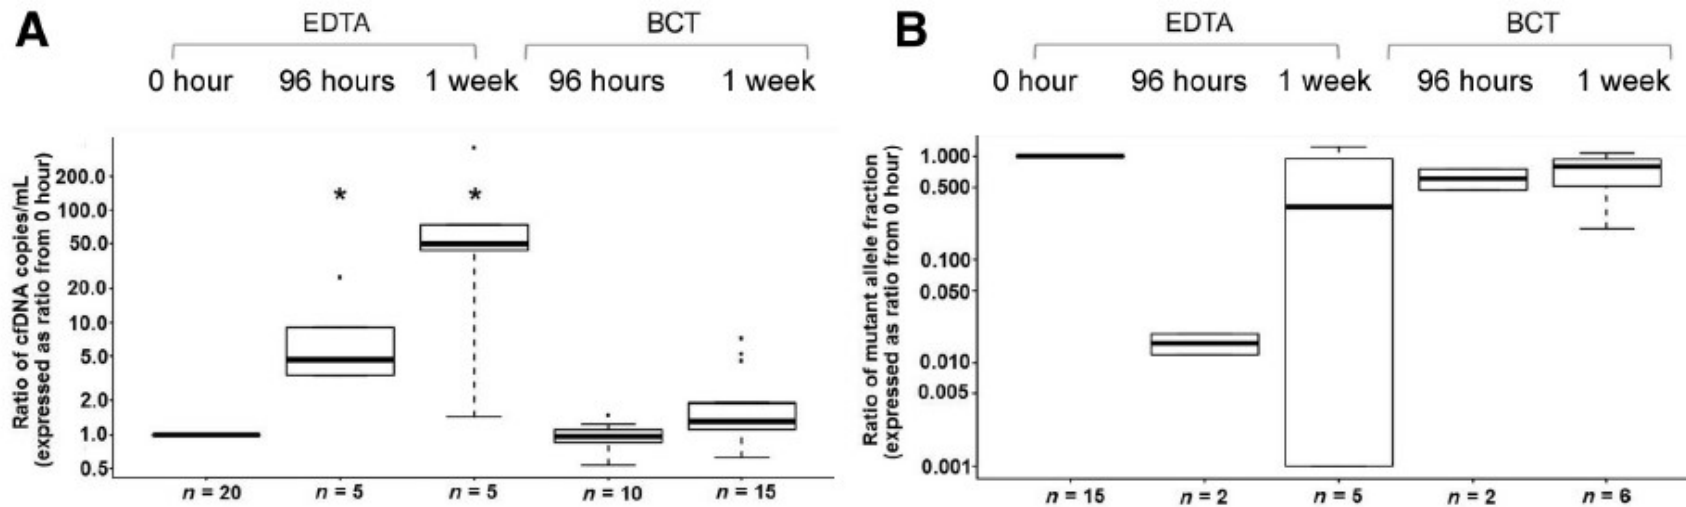 A
EDTA
BCT
0 hour
96 hours
1 week
96 hours
1 week
Ratio of cfDNA copies/mL
(expressed as ratio from 0 hour)
200.0
100.0
50.0
20.0
10.0
5.0
2.0
1.0
0.5
*
*
n = 20
n = 5
n = 5
n = 10
n = 15
B
EDTA
BCT
0 hour
96 hours
1 week
96 hours
1 week
Ratio of mutant allele fraction
(expressed as ratio from 0 hour)
1.000
0.500
0.100
0.050
0.010
0.005
0.001
n = 15
n = 2
n = 5
n = 2
n = 6